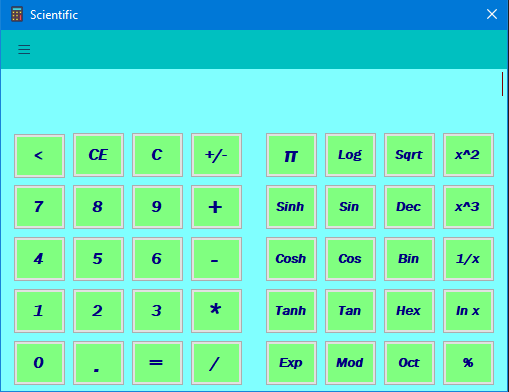 Scientific
< CE C +/- π Log Sqrt x^2
7 8 9 + Sinh Sin Dec x^3
4 5 6 - Cosh Cos Bin 1/x
1 2 3 * Tanh Tan Hex ln x
0 . = / Exp Mod Oct %